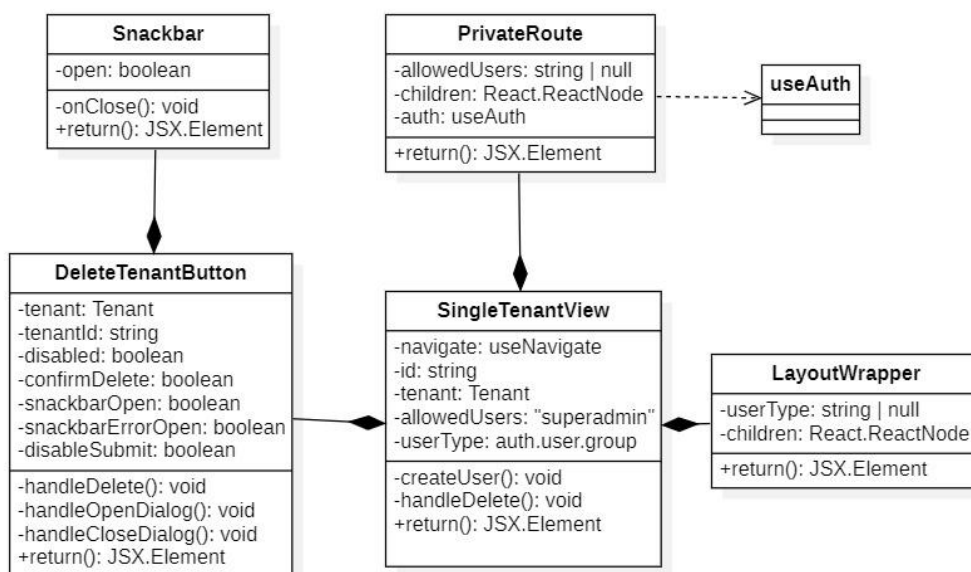 Snackbar
-open: boolean
-onClose(): void
+return(): JSX.Element
PrivateRoute
-allowedUsers: string | null
-children: React.ReactNode
-auth: useAuth
+return(): JSX.Element
useAuth
DeleteTenantButton
-tenant: Tenant
-tenantId: string
-disabled: boolean
-confirmDelete: boolean
-snackbarOpen: boolean
-snackbarErrorOpen: boolean
-disableSubmit: boolean
-handleDelete(): void
-handleOpenDialog(): void
-handleCloseDialog(): void
+return(): JSX.Element
SingleTenantView
-navigate: useNavigate
-id: string
-tenant: Tenant
-allowedUsers: "superadmin"
-userType: auth.user.group
-createUser(): void
-handleDelete(): void
+return(): JSX.Element
LayoutWrapper
-userType: string | null
-children: React.ReactNode
+return(): JSX.Element